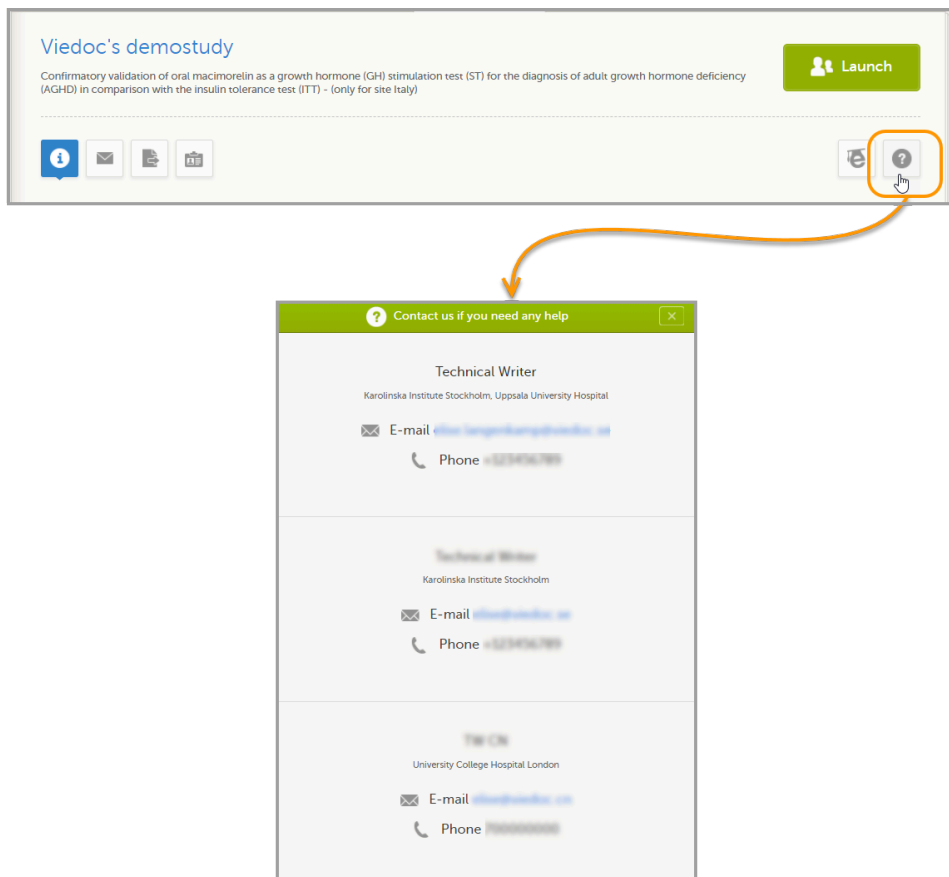 Viedoc's demostudy
Confirmatory validation of oral macimorelin as a growth hormone (GH) stimulation test (ST) for the diagnosis of adult growth hormone deficiency
(AGHD) in comparison with the insulin tolerance test (ITT) - (only for site Italy)
Launch
Contact us if you need any help
Technical Writer
Karolinska Institute Stockholm, Uppsala University Hospital
E-mail
Phone
Karolinska Institute Stockholm
E-mail
Phone
University College Hospital London
E-mail
Phone